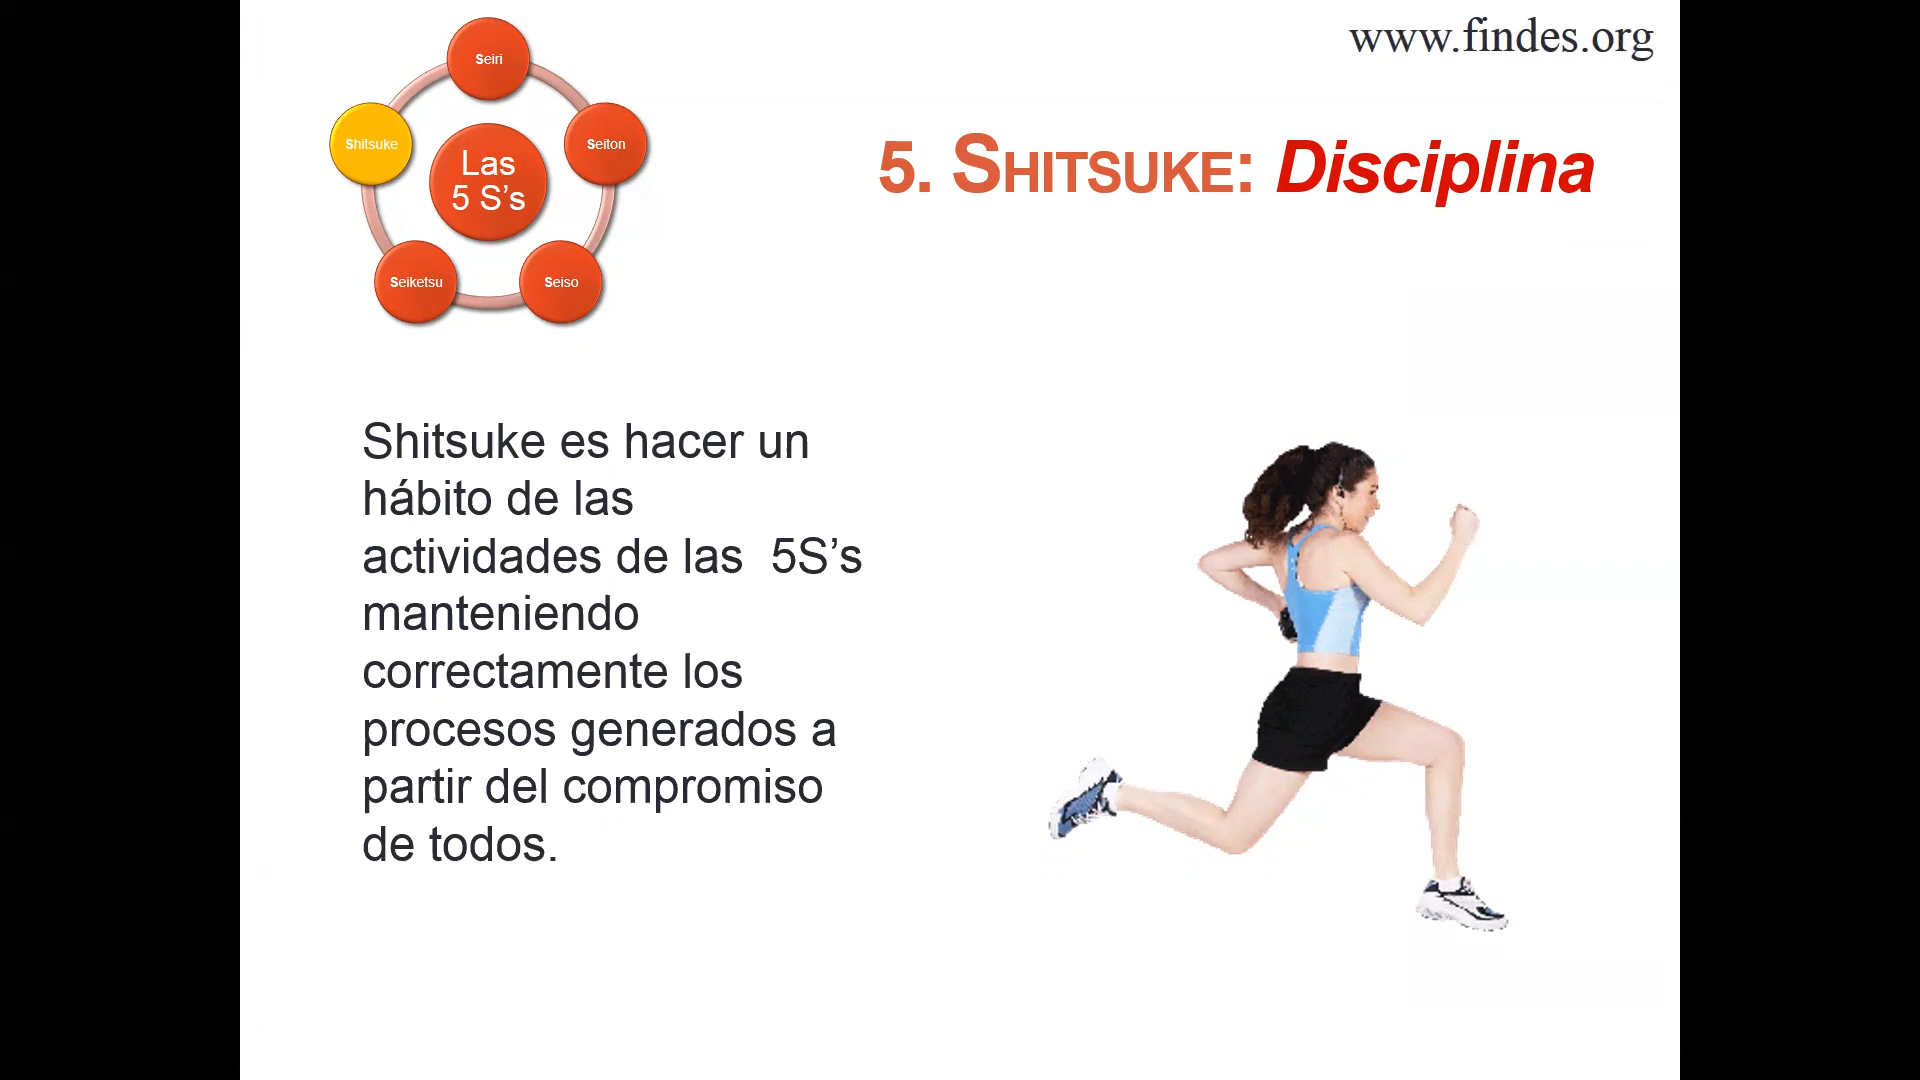 www.findes.org
Seiri
Shitsuke
Seiton
Las
5 S’s
Seiketsu
Seiso
5. SHITSUKE: Disciplina
Shitsuke es hacer un
hábito de las
actividades de las  5S’s
manteniendo
correctamente los
procesos generados a
partir del compromiso
de todos.